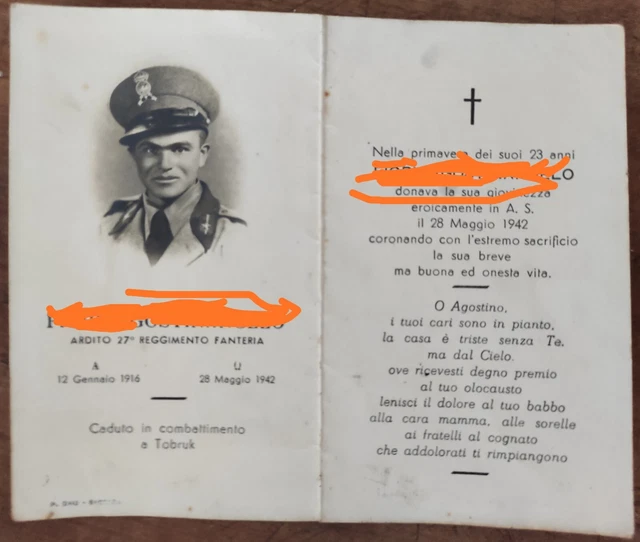 ARDITO 27º REGGIMENTO FANTERIA
A U
12 Gennaio 1916 28 Maggio 1942
Caduto in combattimento
a Tobruk
Nella primavera dei suoi 23 anni
donava la sua giovinezza
eroicamente in A. S.
il 28 Maggio 1942
coronando con l'estremo sacrificio
la sua breve
ma buona ed onesta vita.
O Agostino,
i tuoi cari sono in pianto,
la casa è triste senza Te,
ma dal Cielo.
ove ricevesti degno premio
al tuo olocausto
lenisci il dolore al tuo babbo
alla cara mamma, alle sorelle
ai fratelli al cognato
che addolorati ti rimpiangono